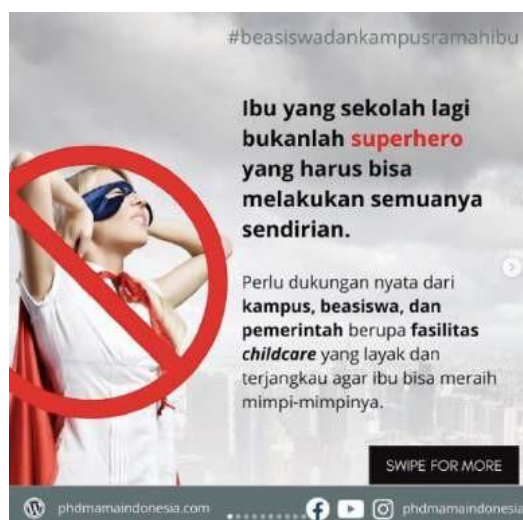 #beasiswadankampusramahibu
Ibu yang sekolah lagi
bukanlah superhero
yang harus bisa
melakukan semuanya
sendirian.
Perlu dukungan nyata dari
kampus, beasiswa, dan
pemerintah berupa fasilitas
childcare yang layak dan
terjangkau agar ibu bisa meraih
mimpi-mimpinya.
SWIPE FOR MORE
phdmamaindonesia.com
phdmamaindonesia